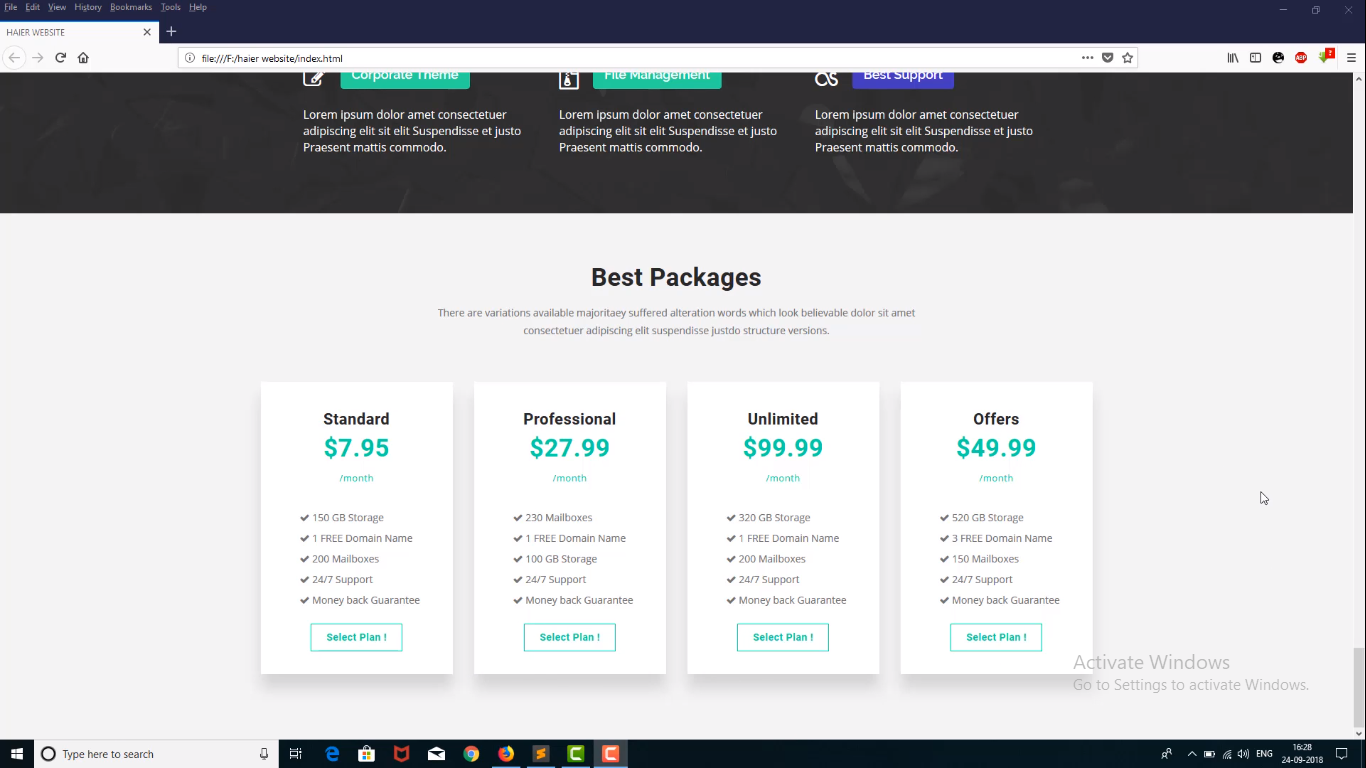 File Edit View History Bookmarks Tools Help
HAIER WEBSITE
file:///F:/haier website/index.html
ABP
?
Corporate Theme
File Management
Best Support
Lorem ipsum dolor amet consectetuer
adipiscing elit sit elit Suspendisse et justo
Praesent mattis commodo.
Lorem ipsum dolor amet consectetuer
adipiscing elit sit elit Suspendisse et justo
Praesent mattis commodo.
Lorem ipsum dolor amet consectetuer
adipiscing elit sit elit Suspendisse et justo
Praesent mattis commodo.
Best Packages
There are variations available majoritaey suffered alteration words which look believable dolor sit amet
consectetuer adipiscing elit suspendisse justdo structure versions.
Standard
$7.95
/month
150 GB Storage
1 FREE Domain Name
200 Mailboxes
24/7 Support
Money back Guarantee
Select Plan !
Professional
$27.99
/month
230 Mailboxes
1 FREE Domain Name
100 GB Storage
24/7 Support
Money back Guarantee
Select Plan !
Unlimited
$99.99
/month
320 GB Storage
1 FREE Domain Name
200 Mailboxes
24/7 Support
Money back Guarantee
Select Plan !
Offers
$49.99
/month
520 GB Storage
3 FREE Domain Name
150 Mailboxes
24/7 Support
Money back Guarantee
Select Plan !
Activate Windows
Go to Settings to activate Windows.
Type here to search
ENG
16:28
24-09-2018